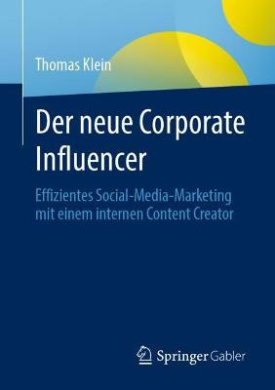 Thomas Klein
Der neue Corporate
Influencer
Effizientes Social-Media-Marketing
mit einem internen Content Creator
Springer Gabler